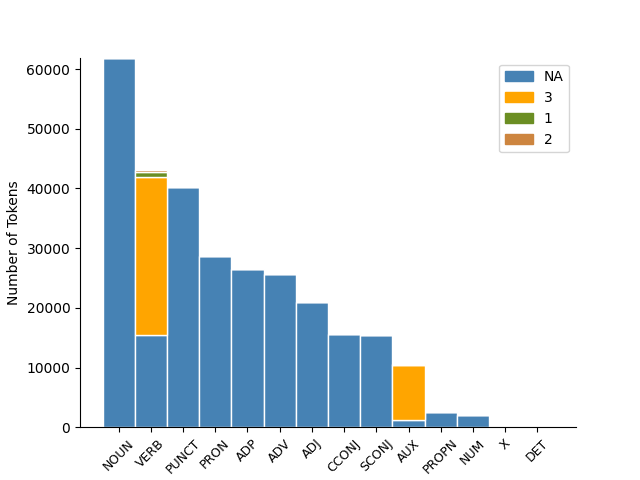 Number of Tokens
60000
50000
40000
30000
20000
10000
0
NOUN
VERB
PUNCT
PRON
ADP
ADV
ADJ
CCONJ
SCONJ
AUX
PROPN
NUM
X
DET
NA
3
1
2